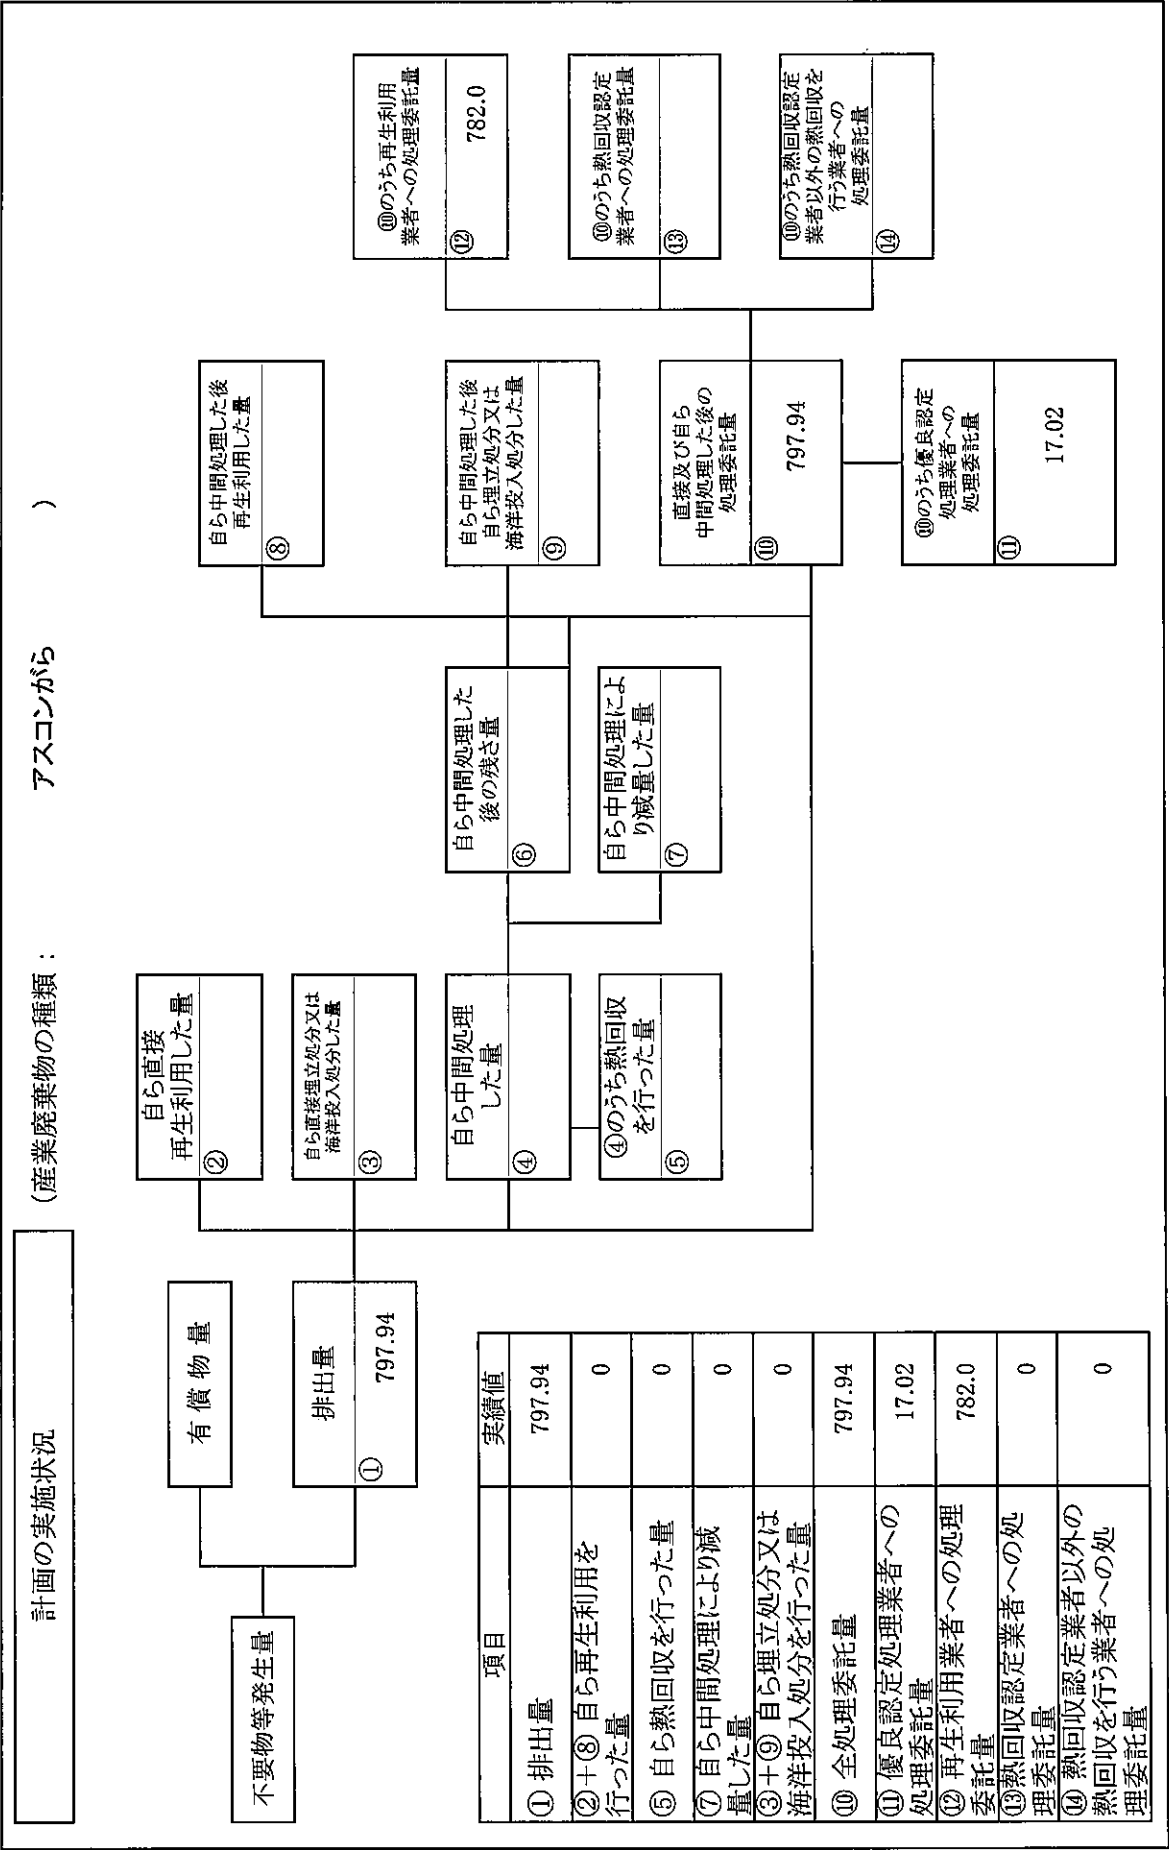 計画の実施状況
(産業廃棄物の種類： アスコンがら )
不要物等発生量
有償物量
排出量
① 797.94
自ら直接
再生利用した量
②
自ら直接埋立処分又は
海洋投入処分した量
③
自ら中間処理
した量
④
④のうち熱回収
を行った量
⑤
自ら中間処理した
後の残さ量
⑥
自ら中間処理によ
り減量した量
⑦
自ら中間処理した後
再生利用した量
⑧
自ら中間処理した後
自ら埋立処分又は
海洋投入処分した量
⑨
直接及び自ら
中間処理した後の
処理委託量
⑩ 797.94
⑩のうち優良認定
処理業者への
処理委託量
⑪ 17.02
⑩のうち再生利用
業者への処理委託量
⑫ 782.0
⑩のうち熱回収認定
業者への処理委託量
⑬
⑩のうち熱回収認定
業者以外の熱回収を
行う業者への
処理委託量
⑭
項目 実績値
① 排出量 797.94
②＋⑧ 自ら再生利用を
行った量 0
⑤ 自ら熱回収を行った量 0
⑦ 自ら中間処理により減
量した量 0
③＋⑨ 自ら埋立処分又は
海洋投入処分を行った量 0
⑩ 全処理委託量 797.94
⑪ 優良認定処理業者への
処理委託量 17.02
⑫ 再生利用業者への処理
委託量 782.0
⑬熱回収認定業者への処
理委託量 0
⑭ 熱回収認定業者以外の
熱回収を行う業者への処
理委託量 0